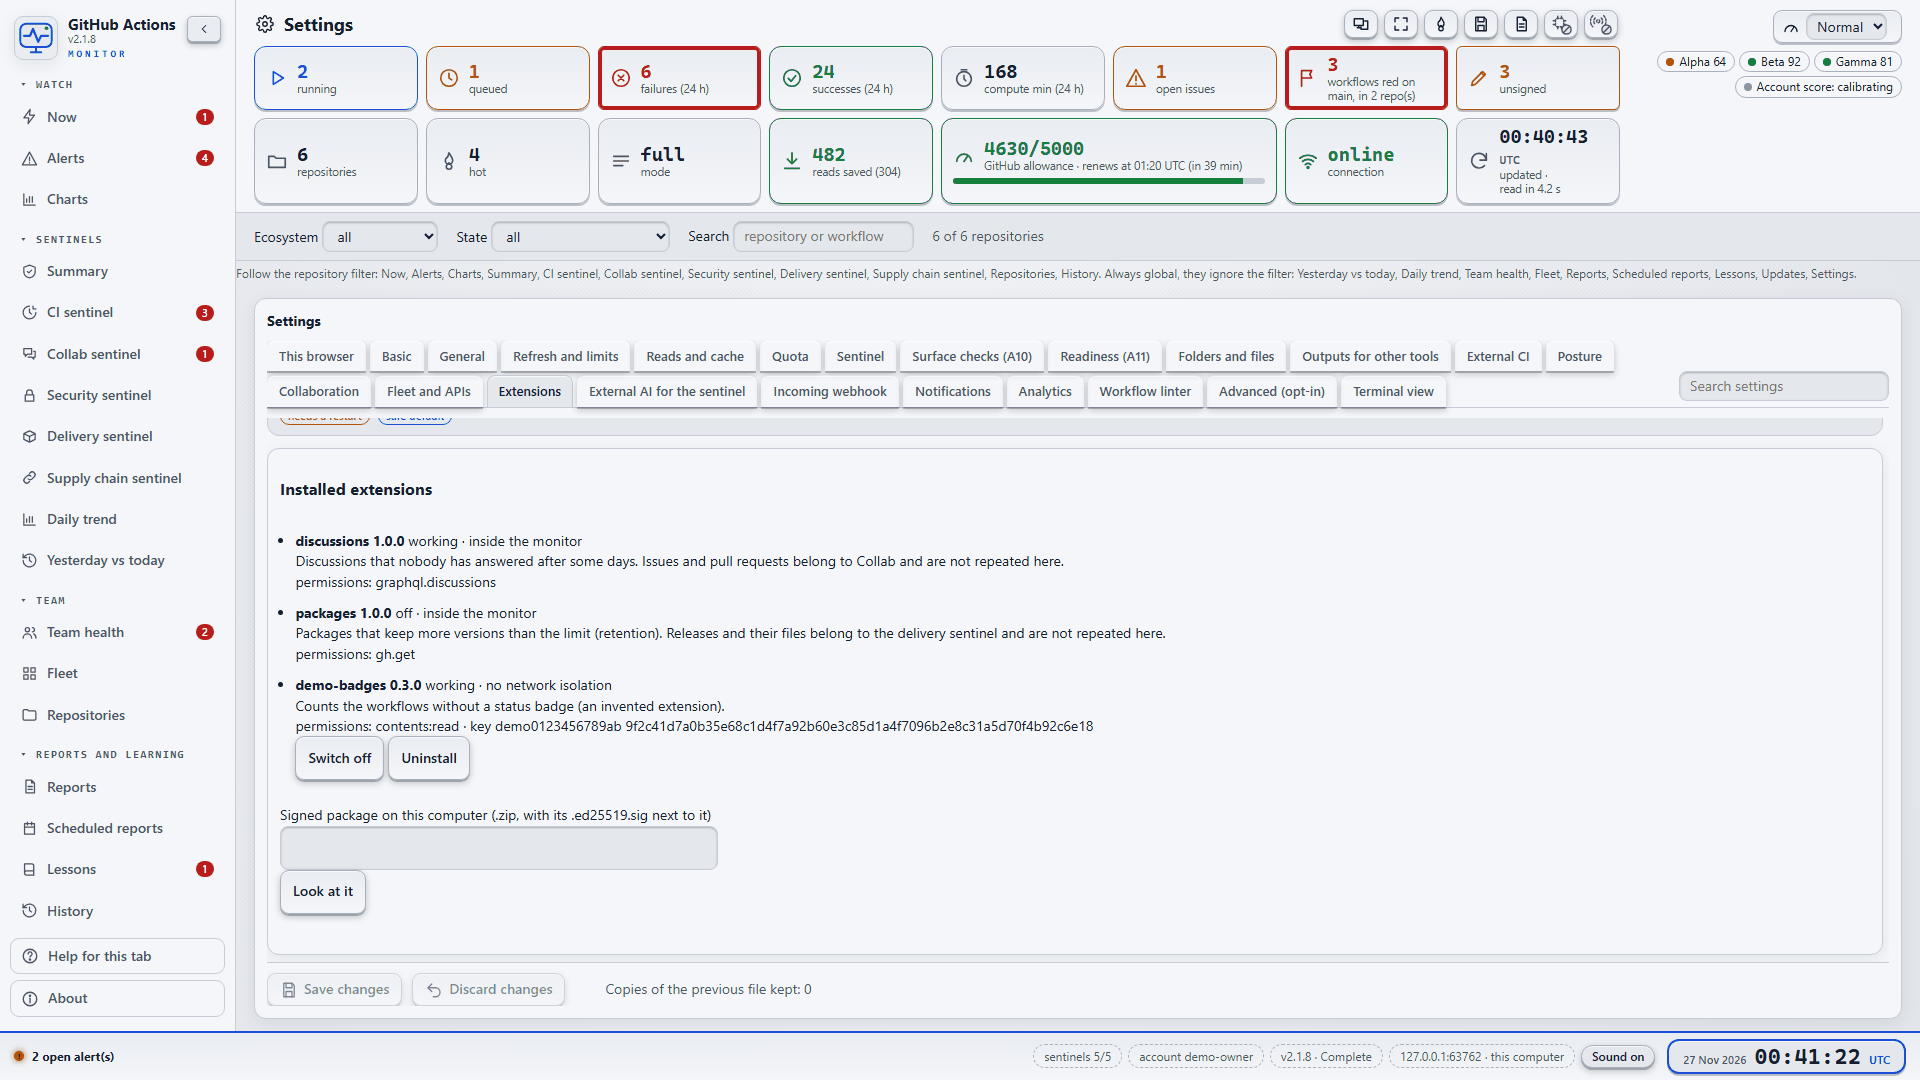 GitHub Actions
v2.1.8
MONITOR
WATCH
Now 1
Alerts 4
Charts
SENTINELS
Summary
CI sentinel 3
Collab sentinel 1
Security sentinel
Delivery sentinel
Supply chain sentinel
Daily trend
Yesterday vs today
TEAM
Team health 2
Fleet
Repositories
REPORTS AND LEARNING
Reports
Scheduled reports
Lessons 1
History
Help for this tab
About
Settings
Normal
Alpha 64
Beta 92
Gamma 81
Account score: calibrating
2
running
1
queued
6
failures (24 h)
24
successes (24 h)
168
compute min (24 h)
1
open issues
3
workflows red on
main, in 2 repo(s)
3
unsigned
6
repositories
4
hot
full
mode
482
reads saved (304)
4630/5000
GitHub allowance · renews at 01:20 UTC (in 39 min)
online
connection
00:40:43
UTC
updated ·
read in 4.2 s
Ecosystem all State all Search repository or workflow 6 of 6 repositories
Follow the repository filter: Now, Alerts, Charts, Summary, CI sentinel, Collab sentinel, Security sentinel, Delivery sentinel, Supply chain sentinel, Repositories, History. Always global, they ignore the filter: Yesterday vs today, Daily trend, Team health, Fleet, Reports, Scheduled reports, Lessons, Updates, Settings.
Settings
This browser Basic General Refresh and limits Reads and cache Quota Sentinel Surface checks (A10) Readiness (A11) Folders and files Outputs for other tools External CI Posture
Collaboration Fleet and APIs Extensions External AI for the sentinel Incoming webhook Notifications Analytics Workflow linter Advanced (opt-in) Terminal view
Search settings
needs a restart safe default
Installed extensions
discussions 1.0.0 working · inside the monitor
Discussions that nobody has answered after some days. Issues and pull requests belong to Collab and are not repeated here.
permissions: graphql.discussions
packages 1.0.0 off · inside the monitor
Packages that keep more versions than the limit (retention). Releases and their files belong to the delivery sentinel and are not repeated here.
permissions: gh.get
demo-badges 0.3.0 working · no network isolation
Counts the workflows without a status badge (an invented extension).
permissions: contents:read · key demo0123456789ab 9f2c41d7a0b35e68c1d4f7a92b60e3c85d1a4f7096b2e8c31a5d70f4b92c6e18
Switch off Uninstall
Signed package on this computer (.zip, with its .ed25519.sig next to it)
Look at it
Save changes Discard changes Copies of the previous file kept: 0
2 open alert(s)
sentinels 5/5
account demo-owner
v2.1.8 · Complete
127.0.0.1:63762 · this computer
Sound on
27 Nov 2026 00:41:22 UTC